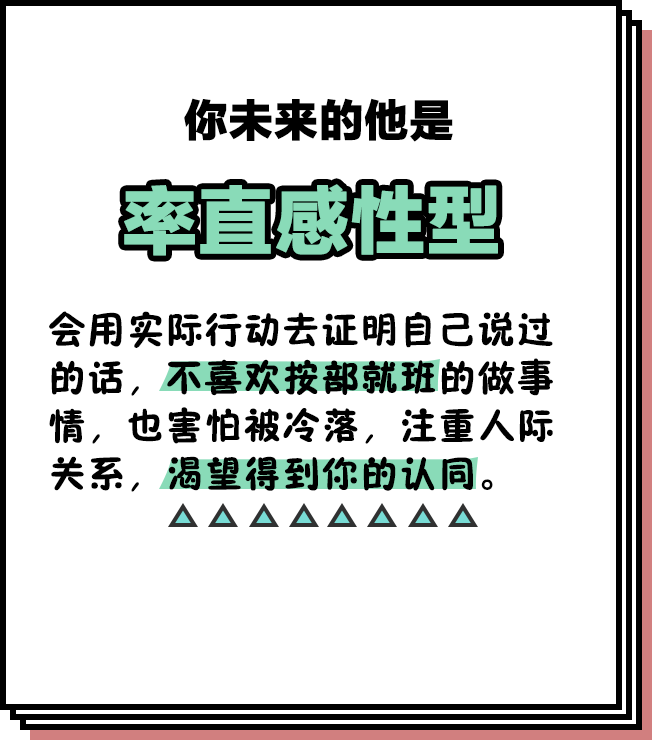 你未来的他是
率直感性型
会用实际行动去证明自己说过
的话，不喜欢按部就班的做事
情，也害怕被冷落，注重人际
关系，渴望得到你的认同。